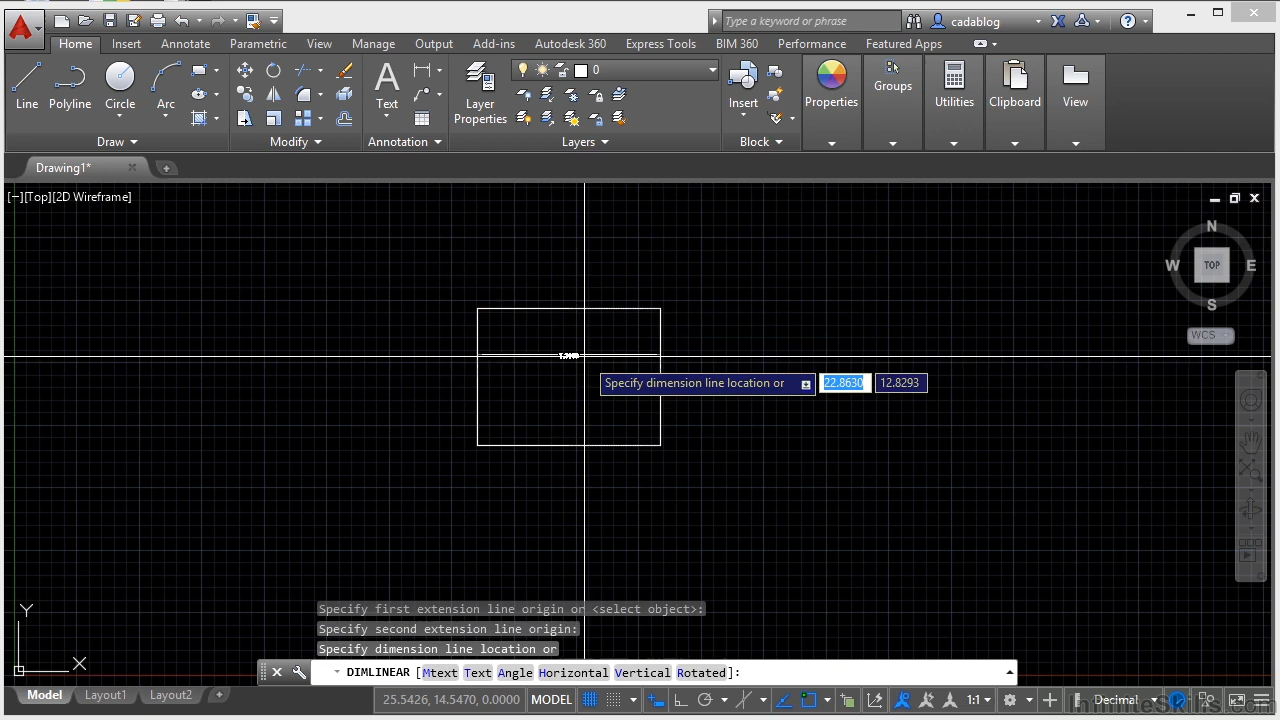 Type a keyword or phrase
cadablog
Home Insert Annotate Parametric View Manage Output Add-ins Autodesk 360 Express Tools BIM 360 Performance Featured Apps
0
Line Polyline Circle Arc Text Layer Properties Insert Properties Groups Utilities Clipboard View
Draw Modify Annotation Layers Block
Drawing1*
[−][Top][2D Wireframe]
N
W TOP E
S
WCS
Specify dimension line location or 22.8630 12.8293
Y
X
Specify first extension line origin or <select object>:
Specify second extension line origin:
Specify dimension line location or
DIMLINEAR [Mtext Text Angle Horizontal Vertical Rotated]:
Model Layout1 Layout2 + 25.5426, 14.5470, 0.0000 MODEL 1:1 Decimal
InfiniteSkills.com